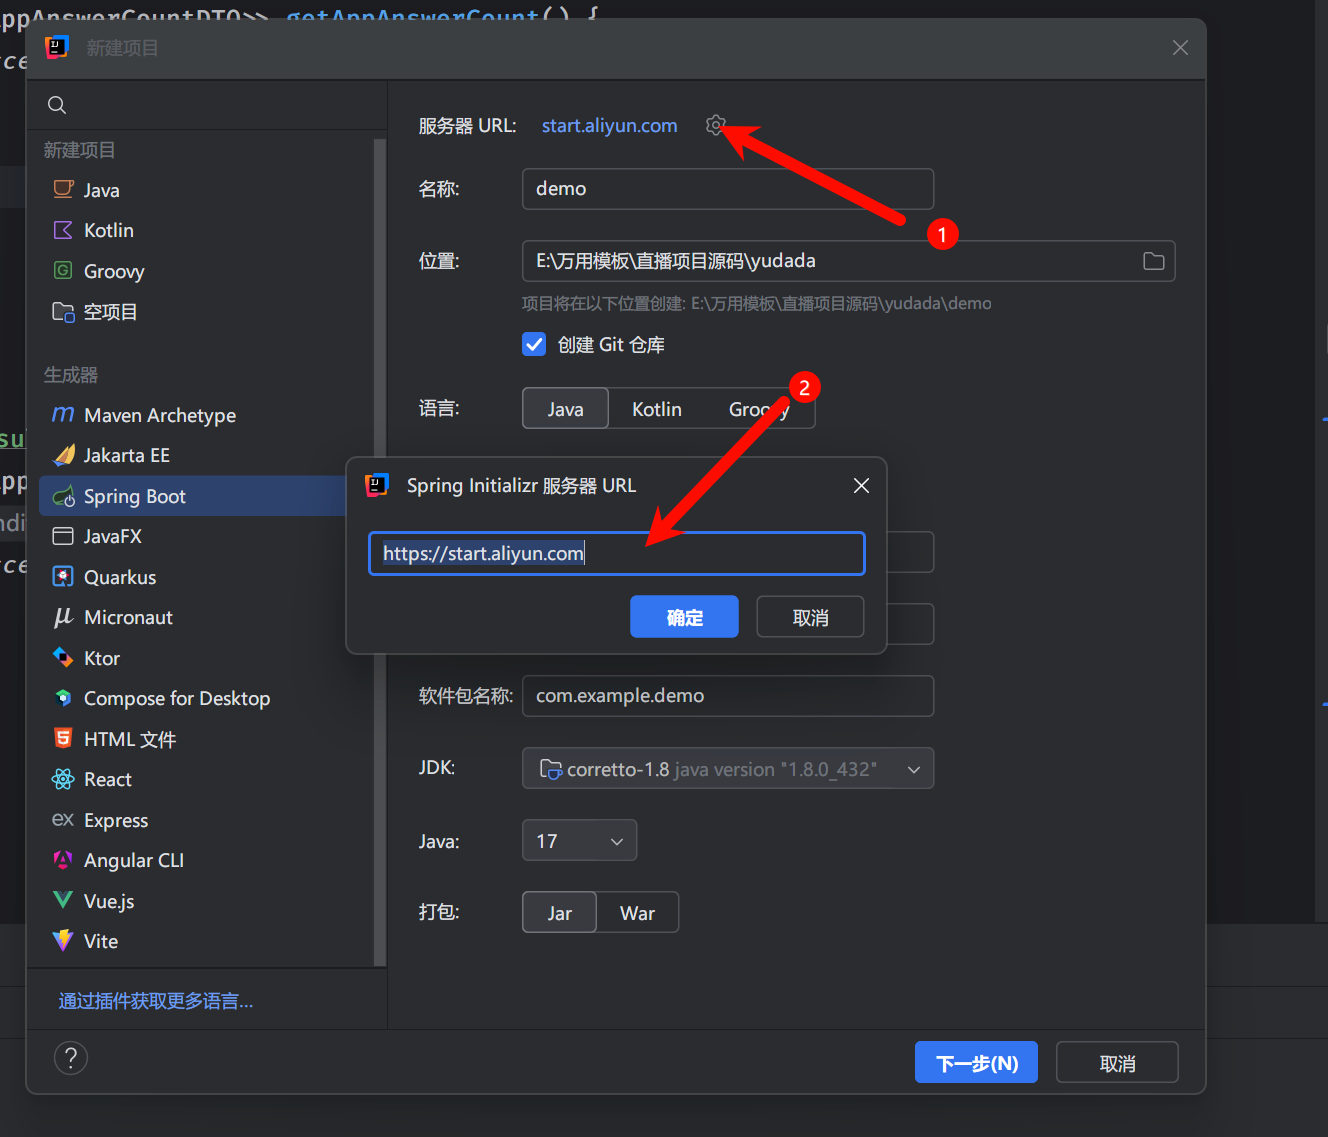 ppAnswerCountDTO>> getAppAnswerCount() {
新建项目
服务器 URL: start.aliyun.com
1
新建项目
Java
Kotlin
Groovy
空项目
生成器
Maven Archetype
Jakarta EE
Spring Boot
JavaFX
Quarkus
Micronaut
Ktor
Compose for Desktop
HTML 文件
React
Express
Angular CLI
Vue.js
Vite
通过插件获取更多语言...
名称: demo
位置: E:\万用模板\直播项目源码\yudada
项目将在以下位置创建: E:\万用模板\直播项目源码\yudada\demo
创建 Git 仓库
2
语言: Java Kotlin Groovy
Spring Initializr 服务器 URL
https://start.aliyun.com
确定 取消
软件包名称: com.example.demo
JDK: corretto-1.8 java version "1.8.0_432"
Java: 17
打包: Jar War
?
下一步(N) 取消